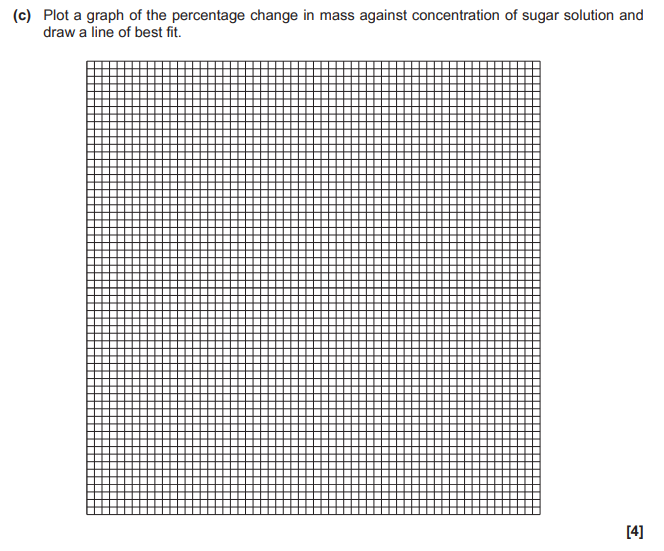 (c) Plot a graph of the percentage change in mass against concentration of sugar solution and
draw a line of best fit.
[4]